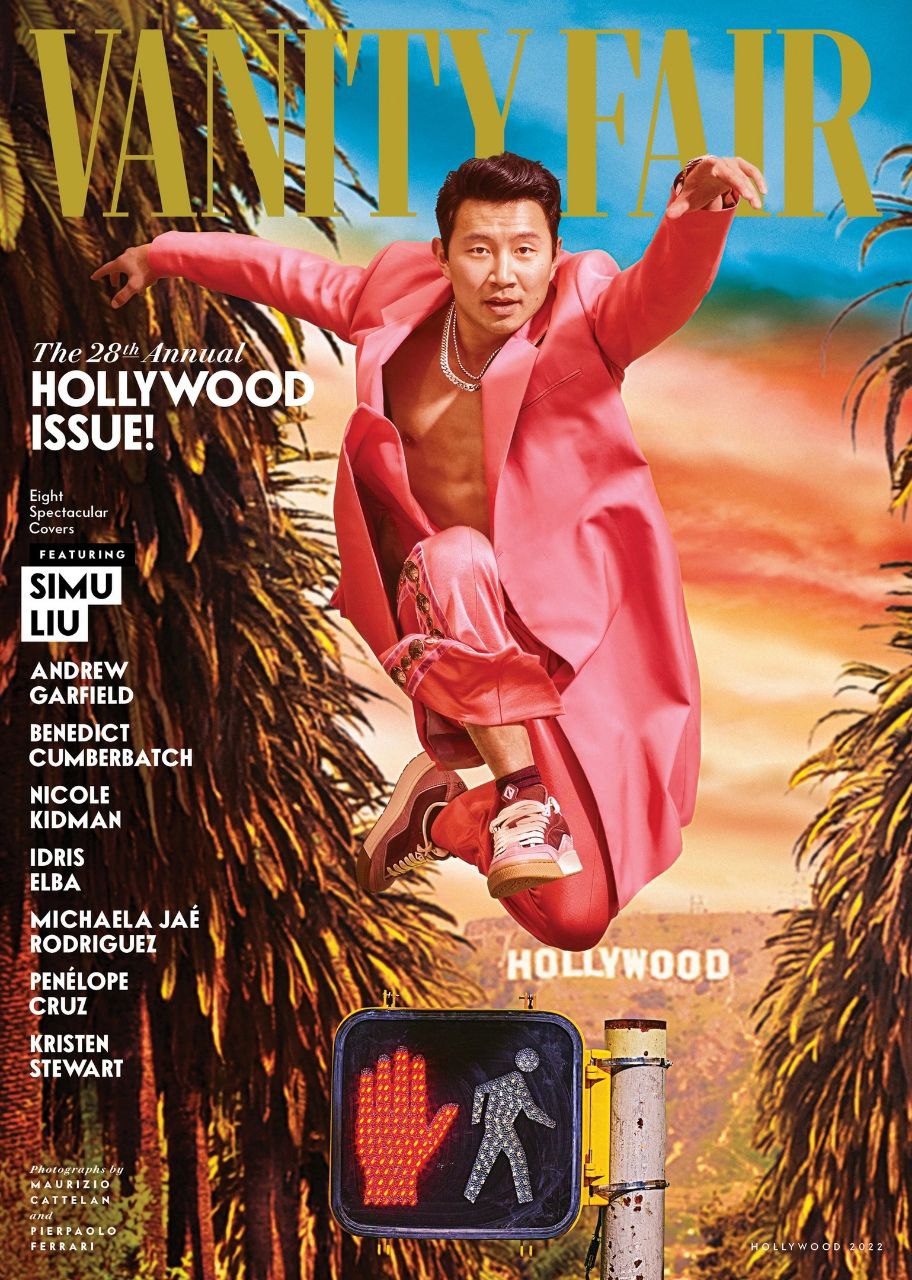 VANITY FAIR
The 28th Annual
HOLLYWOOD
ISSUE!
Eight
Spectacular
Covers
FEATURING
SIMU
LIU
ANDREW
GARFIELD
BENEDICT
CUMBERBATCH
NICOLE
KIDMAN
IDRIS
ELBA
MICHAELA JAÉ
RODRIGUEZ
PENÉLOPE
CRUZ
KRISTEN
STEWART
HOLLYWOOD
Photographs by
MAURIZIO
CATTELAN
and
PIERPAOLO
FERRARI
HOLLYWOOD 2022